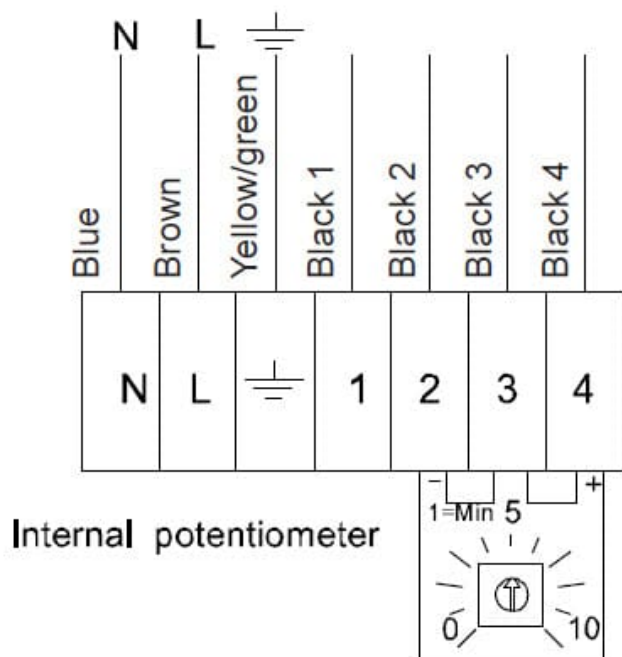 N L
Blue Brown Yellow/green Black 1 Black 2 Black 3 Black 4
N L 1 2 3 4
- +
1=Min 5
Internal potentiometer
0 10